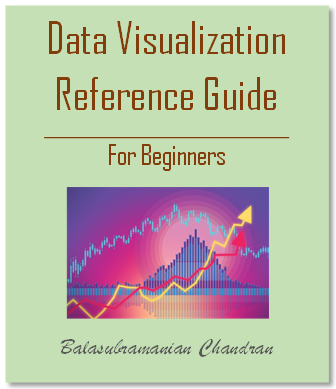 Data Visualization
Reference Guide
For Beginners
Balasubramanian Chandran